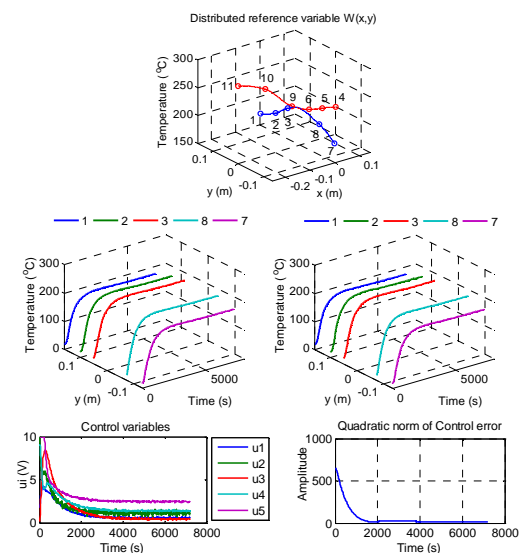 Distributed reference variable W(x,y)
Temperature (°C)
300
250
200
150
11
10
9
6
5
4
1
2
3
8
7
0.1
0
-0.1
y (m)
-0.2
-0.1
0
0.1
x (m)
1 2 3 8 7
Temperature (°C)
300
200
100
0
0.1
0
-0.1
y (m)
0
5000
Time (s)
1 2 3 8 7
Temperature (°C)
300
200
100
0
0.1
0
-0.1
y (m)
0
5000
Time (s)
Control variables
ui (V)
10
5
0
0 2000 4000 6000 8000
Time (s)
u1
u2
u3
u4
u5
Quadratic norm of Control error
Amplitude
1000
500
0
0 2000 4000 6000 8000
Time (s)